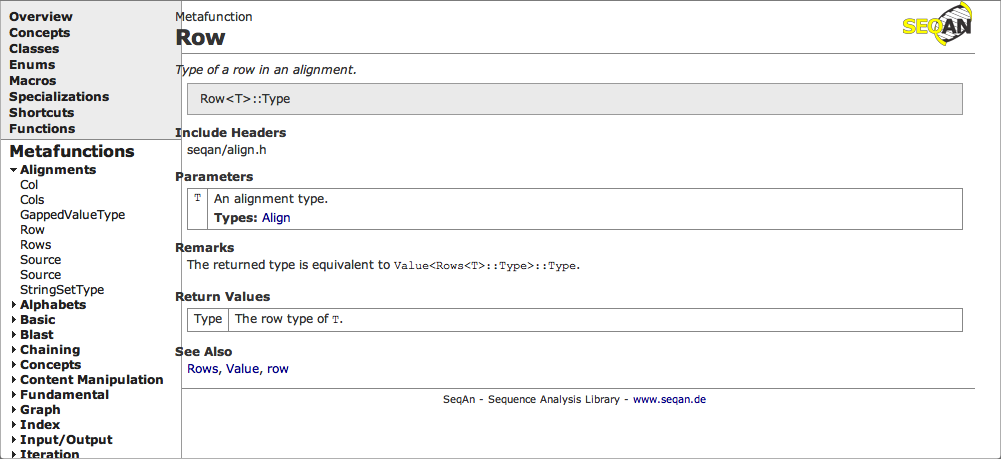 Overview
Concepts
Classes
Enums
Macros
Specializations
Shortcuts
Functions
Metafunctions
Alignments
Col
Cols
GappedValueType
Row
Rows
Source
Source
StringSetType
Alphabets
Basic
Blast
Chaining
Concepts
Content Manipulation
Fundamental
Graph
Index
Input/Output
Iteration
Metafunction
Row
SEQAN
Type of a row in an alignment.
Row<T>::Type
Include Headers
seqan/align.h
Parameters
T An alignment type.
Types: Align
Remarks
The returned type is equivalent to Value<Rows<T>::Type>::Type.
Return Values
Type The row type of T.
See Also
Rows, Value, row
SeqAn - Sequence Analysis Library - www.seqan.de